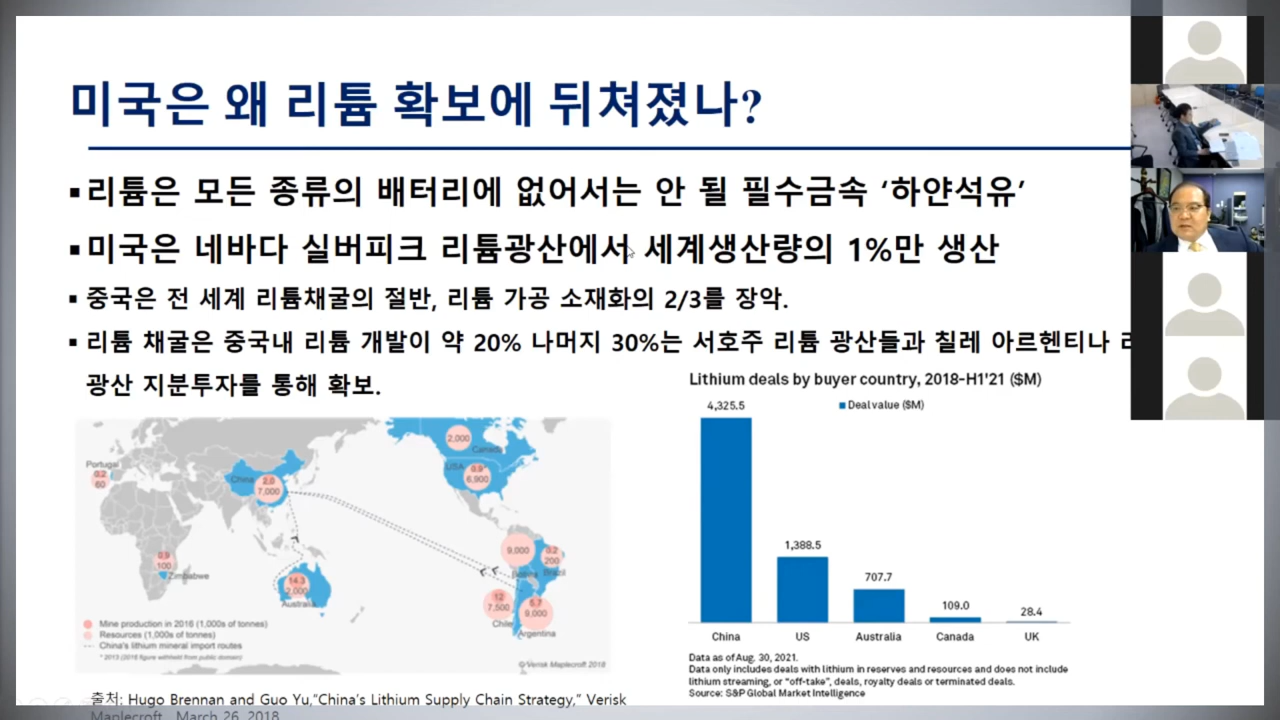 미국은 왜 리튬 확보에 뒤쳐졌나?
▪ 리튬은 모든 종류의 배터리에 없어서는 안 될 필수금속 ‘하얀석유’
▪ 미국은 네바다 실버피크 리튬광산에서 세계생산량의 1%만 생산
▪ 중국은 전 세계 리튬채굴의 절반, 리튬 가공 소재화의 2/3를 장악.
▪ 리튬 채굴은 중국내 리튬 개발이 약 20% 나머지 30%는 서호주 리튬 광산들과 칠레 아르헨티나
광산 지분투자를 통해 확보.
Lithium deals by buyer country, 2018-H1'21 ($M)
Deal value ($M)
4,325.5
1,388.5
707.7
109.0
28.4
China US Australia Canada UK
Data as of Aug. 30, 2021.
Data only includes deals with lithium in reserves and resources and does not include
lithium streaming, or "off-take", deals, royalty deals or terminated deals.
Source: S&P Global Market Intelligence
2,000
Canada
Portugal
0.2
60
USA
0.9
6,900
China
2.0
7,000
9,000
Bolivia
0.2
200
Brazil
0.9
100
Zimbabwe
14.3
2,000
Australia
12
7,500
Chile
5.7
9,000
Argentina
Mine production in 2016 (1,000s of tonnes)
Resources (1,000s of tonnes)
China's lithium mineral import routes
* 2013 (2016 figure withheld from public domain)
© Verisk Maplecroft 2018
출처: Hugo Brennan and Guo Yu,"China's Lithium Supply Chain Strategy," Verisk
Maplecroft, March 26, 2018